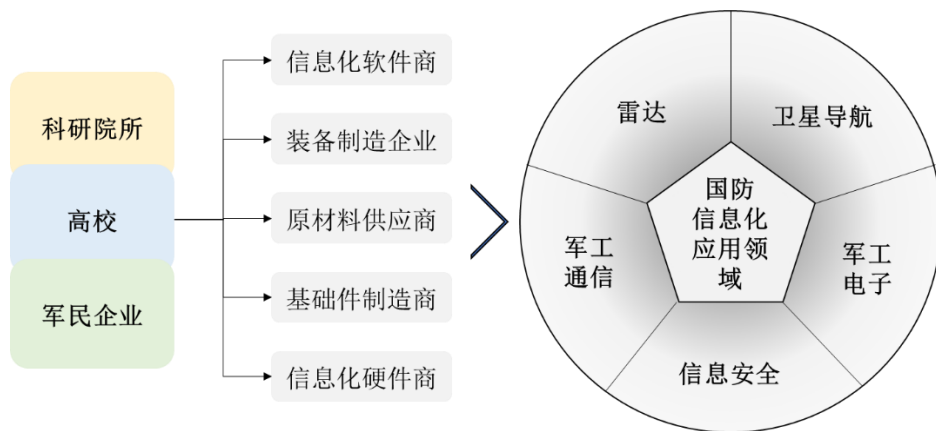 科研院所
高校
军民企业
信息化软件商
装备制造企业
原材料供应商
基础件制造商
信息化硬件商
雷达
卫星导航
国防
信息化
应用领
域
军工
通信
军工
电子
信息安全